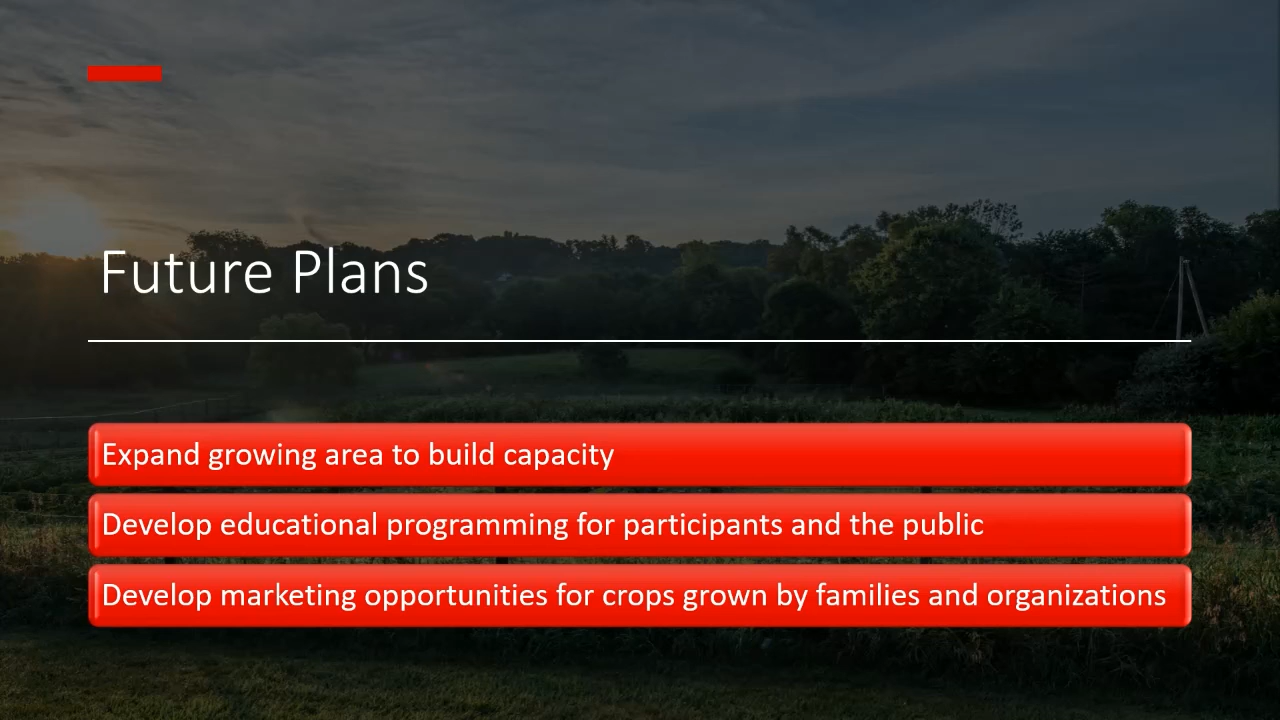 Future Plans
Expand growing area to build capacity
Develop educational programming for participants and the public
Develop marketing opportunities for crops grown by families and organizations